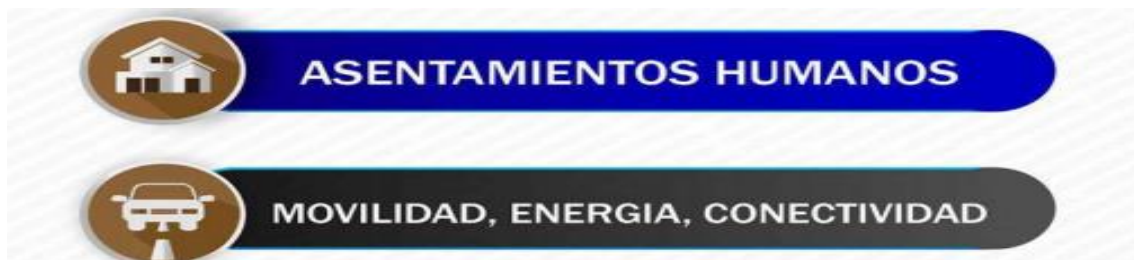 ASENTAMIENTOS HUMANOS
MOVILIDAD, ENERGIA, CONECTIVIDAD